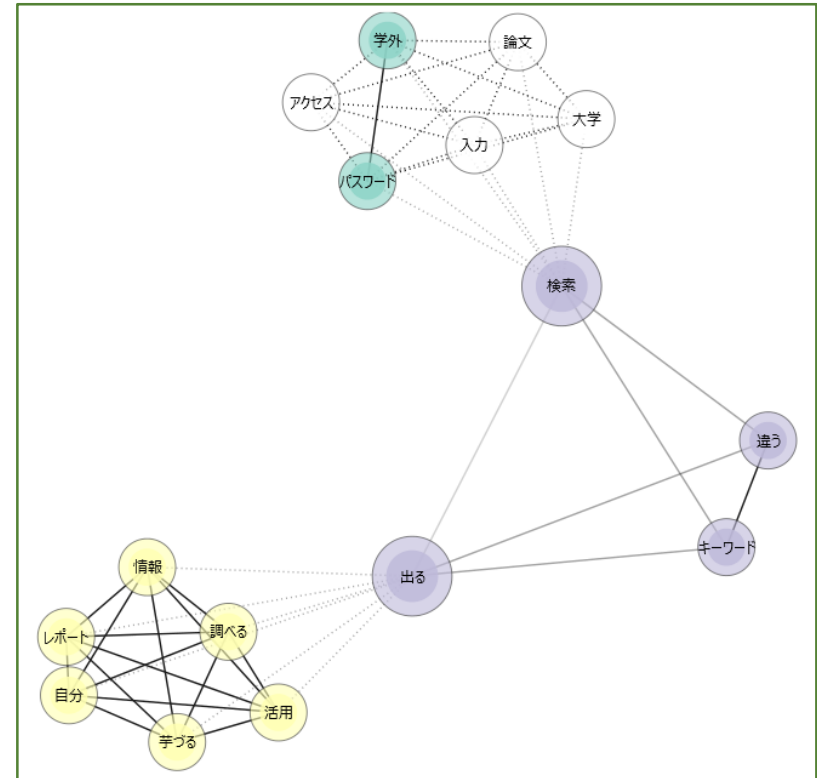 学外
論文
アクセス
大学
入力
パスワード
検索
違う
キーワード
出る
情報
調べる
レポート
自分
活用
芋づる